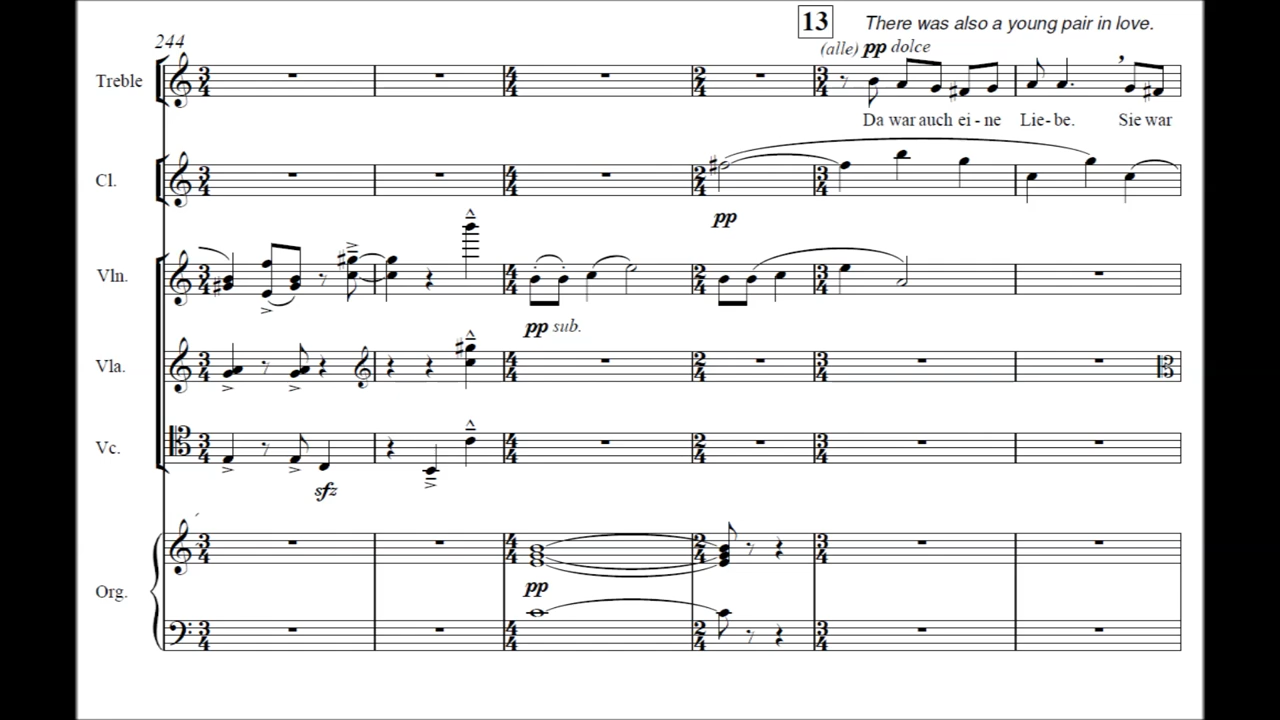 13 There was also a young pair in love.
244
(alle) pp dolce
Treble
Da war auch ei - ne Lie - be. Sie war
Cl.
pp
Vln.
pp sub.
Vla.
Vc.
sfz
pp
Org.